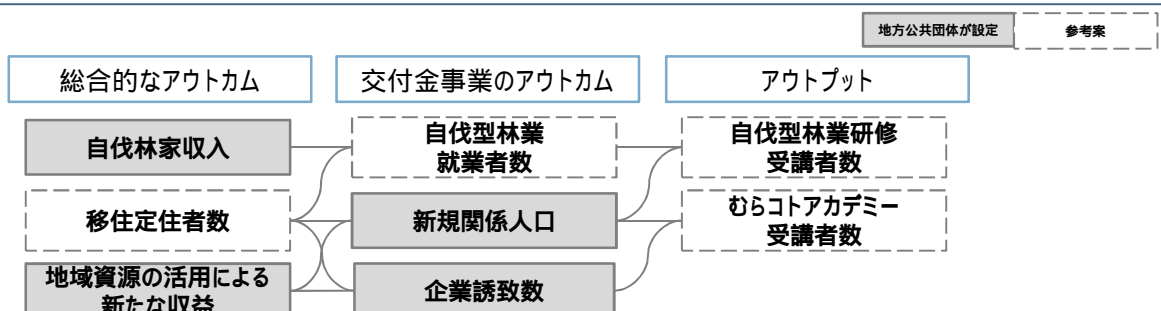 地方公共団体が設定
参考案
総合的なアウトカム
交付金事業のアウトカム
アウトプット
自伐林家収入
自伐型林業
就業者数
自伐型林業研修
受講者数
移住定住者数
新規関係人口
むらコトアカデミー
受講者数
地域資源の活用による
新たな収益
企業誘致数